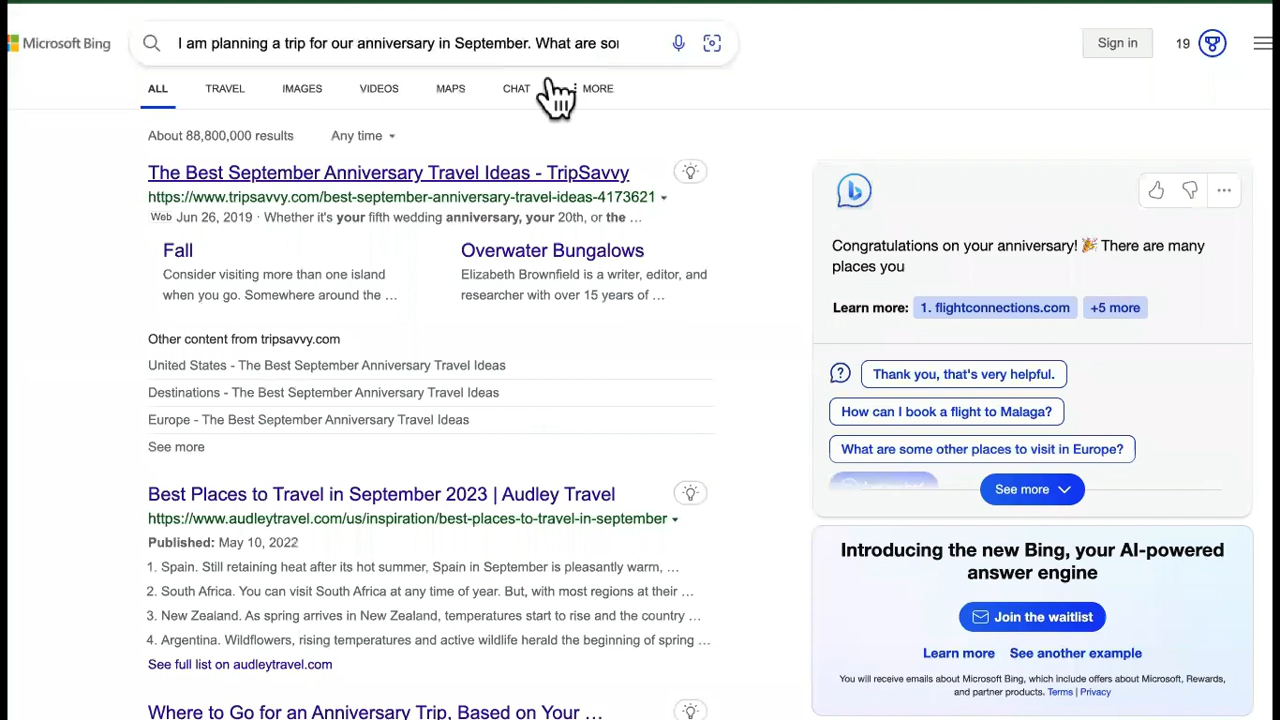 Microsoft Bing
I am planning a trip for our anniversary in September. What are
Sign in
19
ALL
TRAVEL
IMAGES
VIDEOS
MAPS
CHAT
MORE
About 88,800,000 results
Any time
The Best September Anniversary Travel Ideas - TripSavvy
https://www.tripsavvy.com/best-september-anniversary-travel-ideas-4173621
Web Jun 26, 2019 · Whether it's your fifth wedding anniversary, your 20th, or the ...
Fall
Consider visiting more than one island
when you go. Somewhere around the ...
Overwater Bungalows
Elizabeth Brownfield is a writer, editor, and
researcher with over 15 years of ...
Other content from tripsavvy.com
United States - The Best September Anniversary Travel Ideas
Destinations - The Best September Anniversary Travel Ideas
Europe - The Best September Anniversary Travel Ideas
See more
Best Places to Travel in September 2023 | Audley Travel
https://www.audleytravel.com/us/inspiration/best-places-to-travel-in-september
Published: May 10, 2022
1. Spain. Still retaining heat after its hot summer, Spain in September is pleasantly warm, ...
2. South Africa. You can visit South Africa at any time of year. But, with most regions at their ...
3. New Zealand. As spring arrives in New Zealand, temperatures start to rise and the country ...
4. Argentina. Wildflowers, rising temperatures and active wildlife herald the beginning of spring ...
See full list on audleytravel.com
Where to Go for an Anniversary Trip, Based on Your ...
b
Congratulations on your anniversary! 🎉 There are many
places you
Learn more: 1. flightconnections.com +5 more
Thank you, that's very helpful.
How can I book a flight to Malaga?
What are some other places to visit in Europe?
See more
Introducing the new Bing, your AI-powered
answer engine
Join the waitlist
Learn more See another example
You will receive emails about Microsoft Bing, which include offers about Microsoft, Rewards,
and partner products. Terms | Privacy